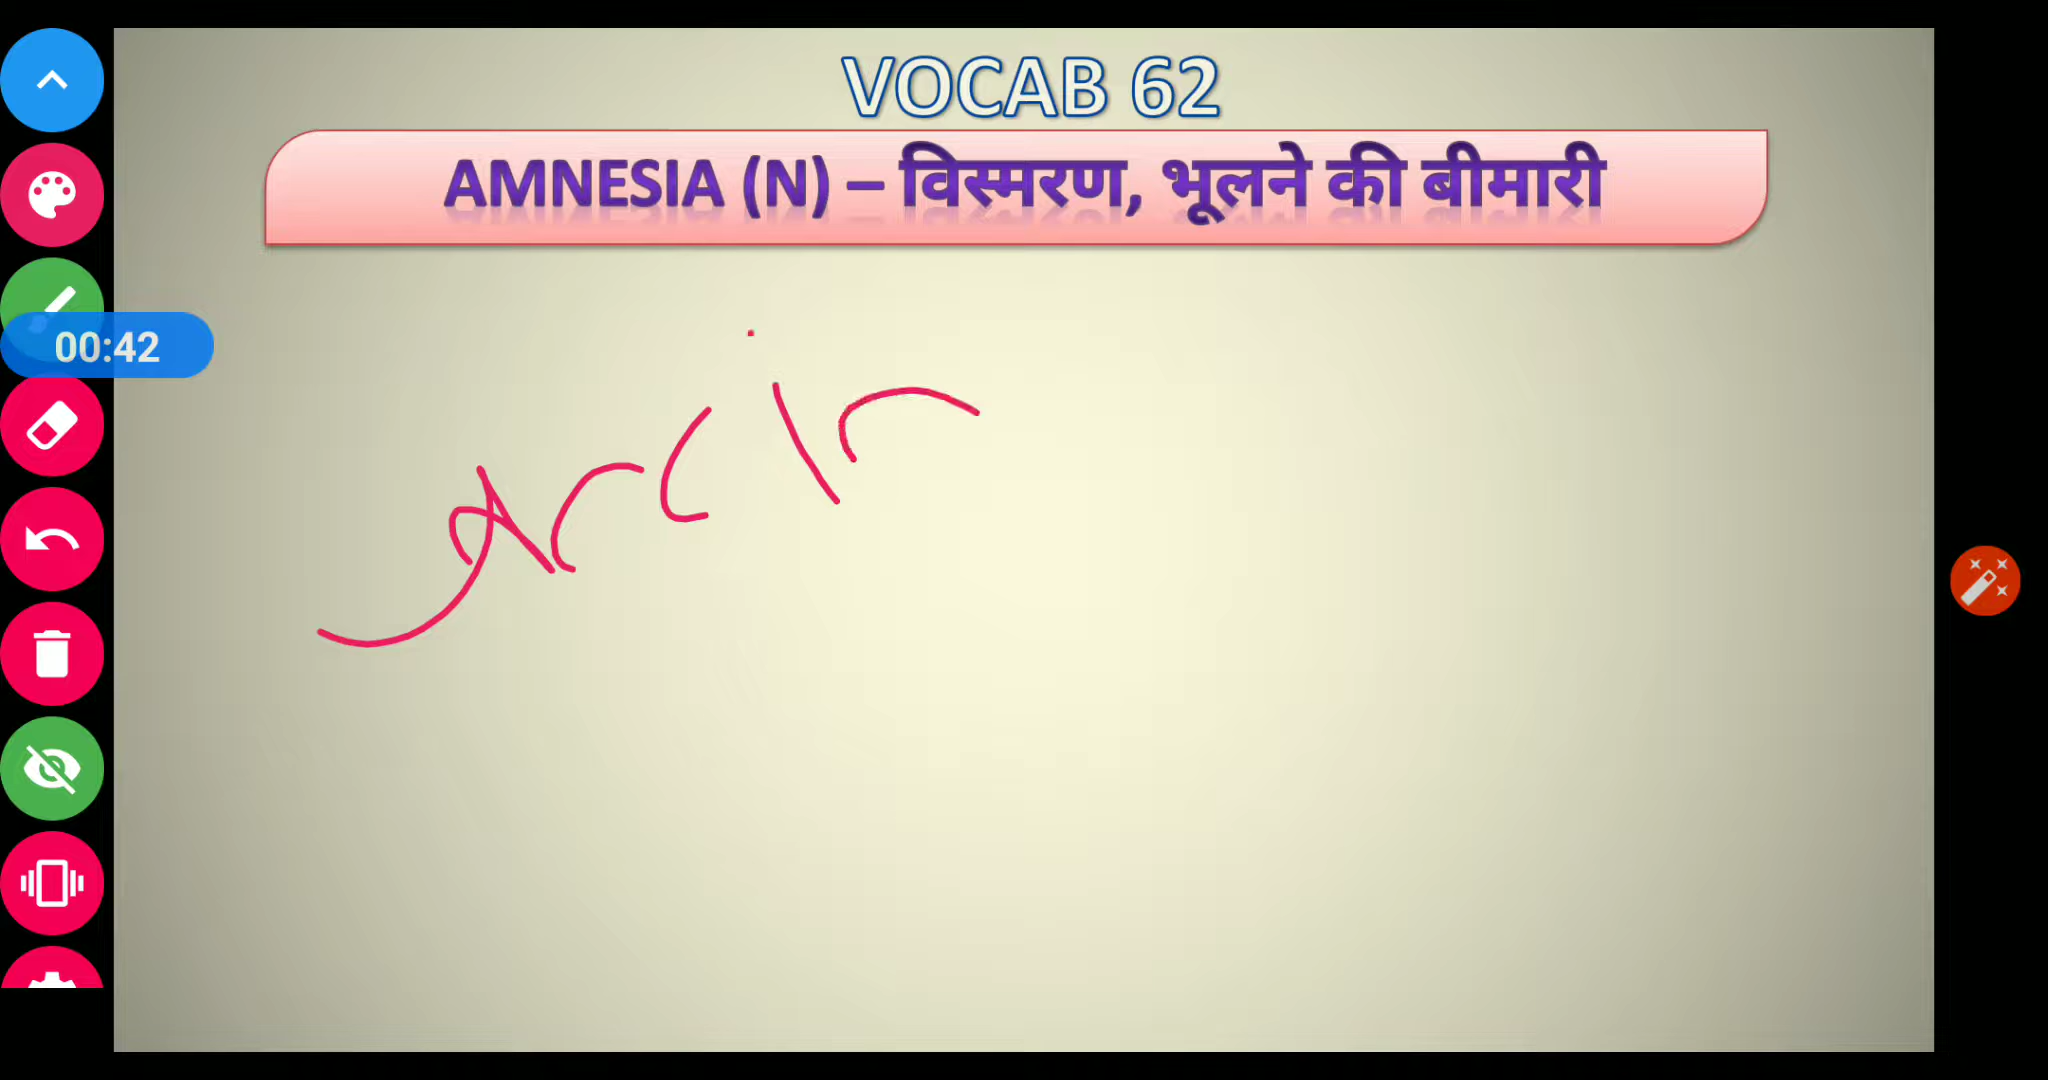 VOCAB 62
AMNESIA (N) – विस्मरण, भूलने की बीमारी
00:42